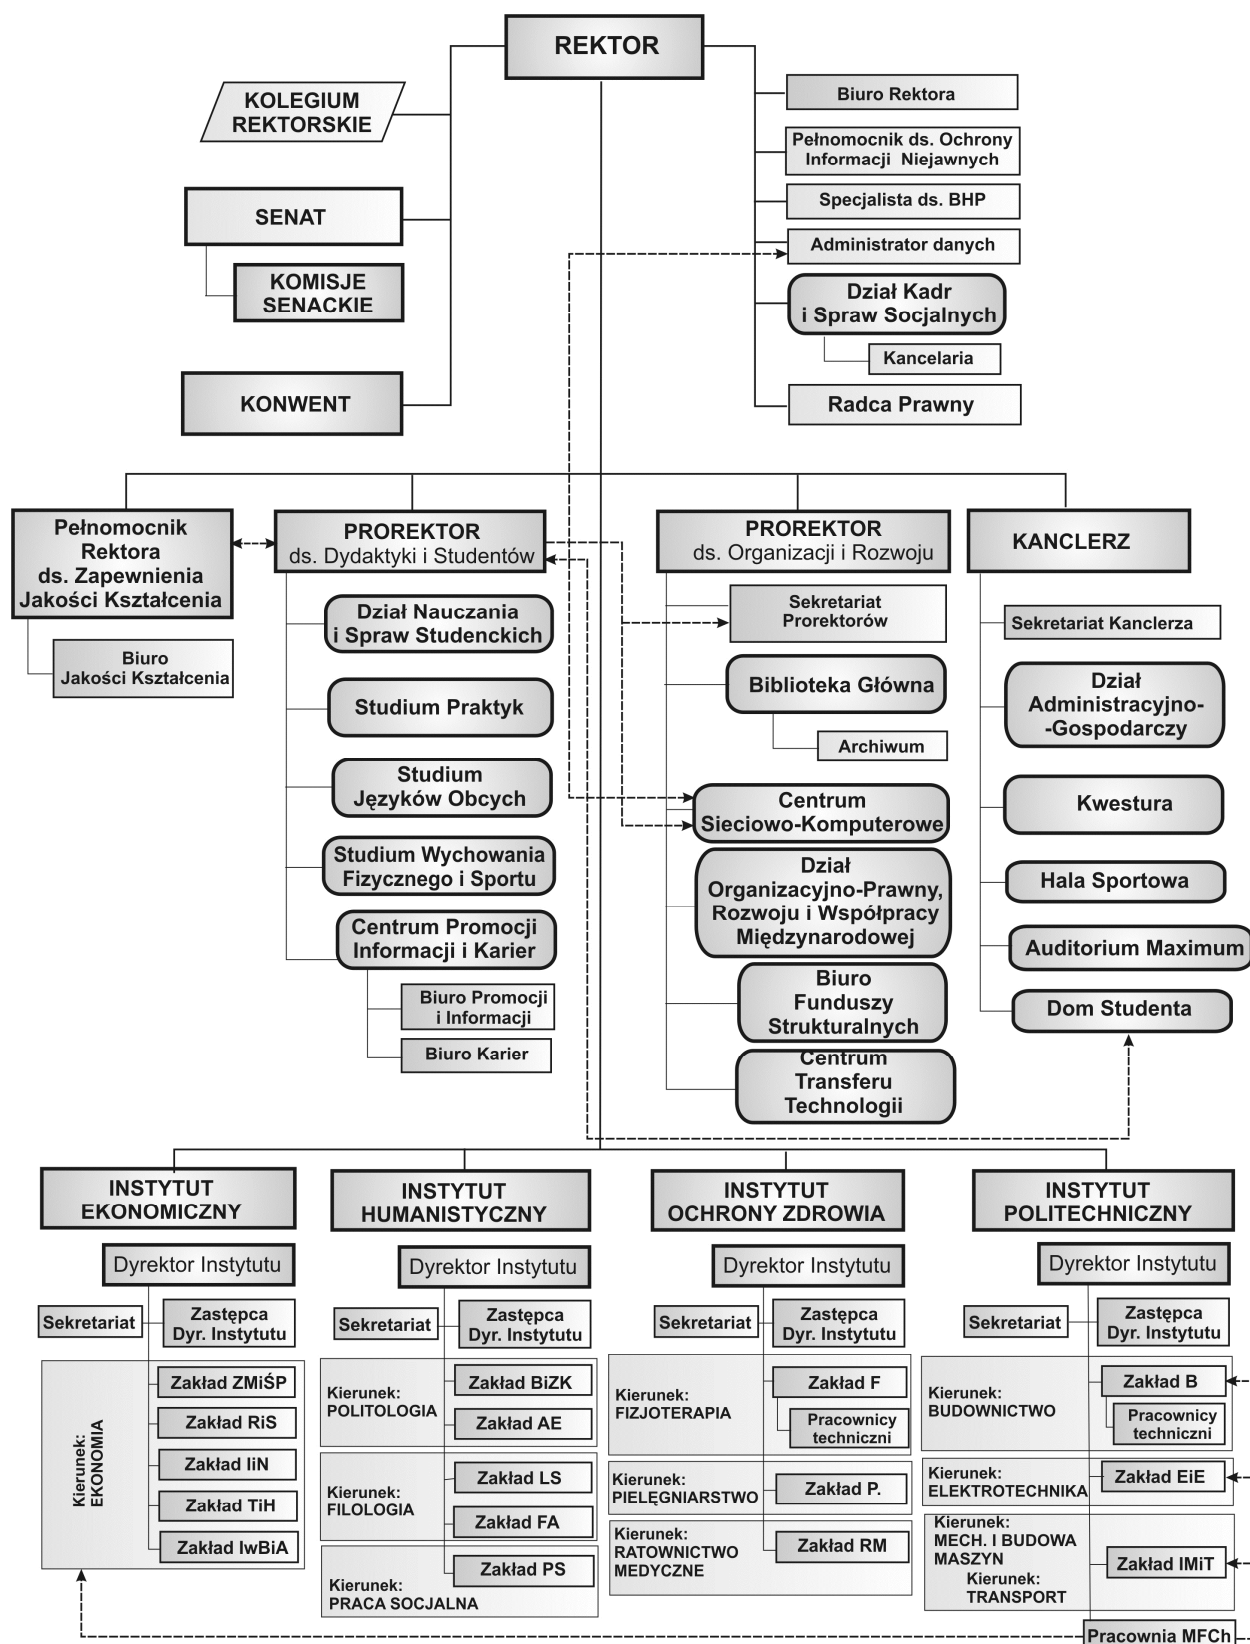 REKTOR
KOLEGIUM
REKTORSKIE
SENAT
KOMISJE
SENACKIE
KONWENT
Biuro Rektora
Pełnomocnik ds. Ochrony
Informacji Niejawnych
Specjalista ds. BHP
Administrator danych
Dział Kadr
i Spraw Socjalnych
Kancelaria
Radca Prawny
Pełnomocnik
Rektora
ds. Zapewnienia
Jakości Kształcenia
Biuro
Jakości Kształcenia
PROREKTOR
ds. Dydaktyki i Studentów
Dział Nauczania
i Spraw Studenckich
Studium Praktyk
Studium
Języków Obcych
Studium Wychowania
Fizycznego i Sportu
Centrum Promocji
Informacji i Karier
Biuro Promocji
i Informacji
Biuro Karier
PROREKTOR
ds. Organizacji i Rozwoju
Sekretariat
Prorektorów
Biblioteka Główna
Archiwum
Centrum
Sieciowo-Komputerowe
Dział
Organizacyjno-Prawny,
Rozwoju i Współpracy
Międzynarodowej
Biuro
Funduszy
Strukturalnych
Centrum
Transferu
Technologii
KANCLERZ
Sekretariat Kanclerza
Dział
Administracyjno-
-Gospodarczy
Kwestura
Hala Sportowa
Auditorium Maximum
Dom Studenta
INSTYTUT
EKONOMICZNY
Dyrektor Instytutu
Sekretariat
Zastępca
Dyr. Instytutu
Kierunek:
EKONOMIA
Zakład ZMiŚP
Zakład RiS
Zakład IiN
Zakład TiH
Zakład IwBiA
INSTYTUT
HUMANISTYCZNY
Dyrektor Instytutu
Sekretariat
Zastępca
Dyr. Instytutu
Kierunek:
POLITOLOGIA
Zakład BiZK
Zakład AE
Kierunek:
FILOLOGIA
Zakład LS
Zakład FA
Kierunek:
PRACA SOCJALNA
Zakład PS
INSTYTUT
OCHRONY ZDROWIA
Dyrektor Instytutu
Sekretariat
Zastępca
Dyr. Instytutu
Kierunek:
FIZJOTERAPIA
Zakład F
Pracownicy
techniczni
Kierunek:
PIELĘGNIARSTWO
Zakład P.
Kierunek:
RATOWNICTWO
MEDYCZNE
Zakład RM
INSTYTUT
POLITECHNICZNY
Dyrektor Instytutu
Sekretariat
Zastępca
Dyr. Instytutu
Kierunek:
BUDOWNICTWO
Zakład B
Pracownicy
techniczni
Kierunek:
ELEKTROTECHNIKA
Zakład EiE
Kierunek:
MECH. I BUDOWA
MASZYN
Kierunek:
TRANSPORT
Zakład IMiT
Pracownia MFCh